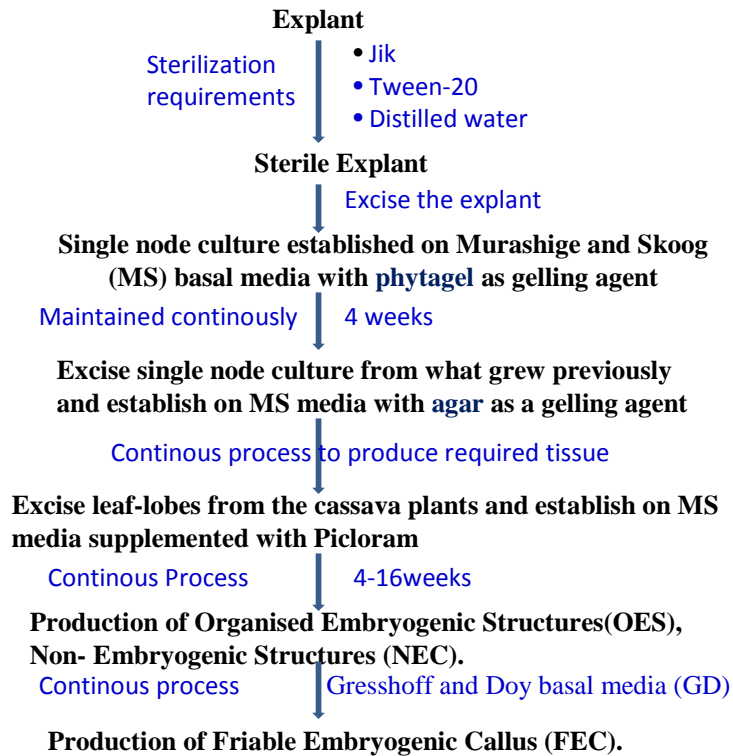 Explant
Sterilization requirements
• Jik
• Tween-20
• Distilled water
Sterile Explant
Excise the explant
Single node culture established on Murashige and Skoog
(MS) basal media with phytagel as gelling agent
Maintained continously 4 weeks
Excise single node culture from what grew previously
and establish on MS media with agar as a gelling agent
Continous process to produce required tissue
Excise leaf-lobes from the cassava plants and establish on MS
media supplemented with Picloram
Continous Process 4-16weeks
Production of Organised Embryogenic Structures(OES),
Non- Embryogenic Structures (NEC).
Continous process Gresshoff and Doy basal media (GD)
Production of Friable Embryogenic Callus (FEC).